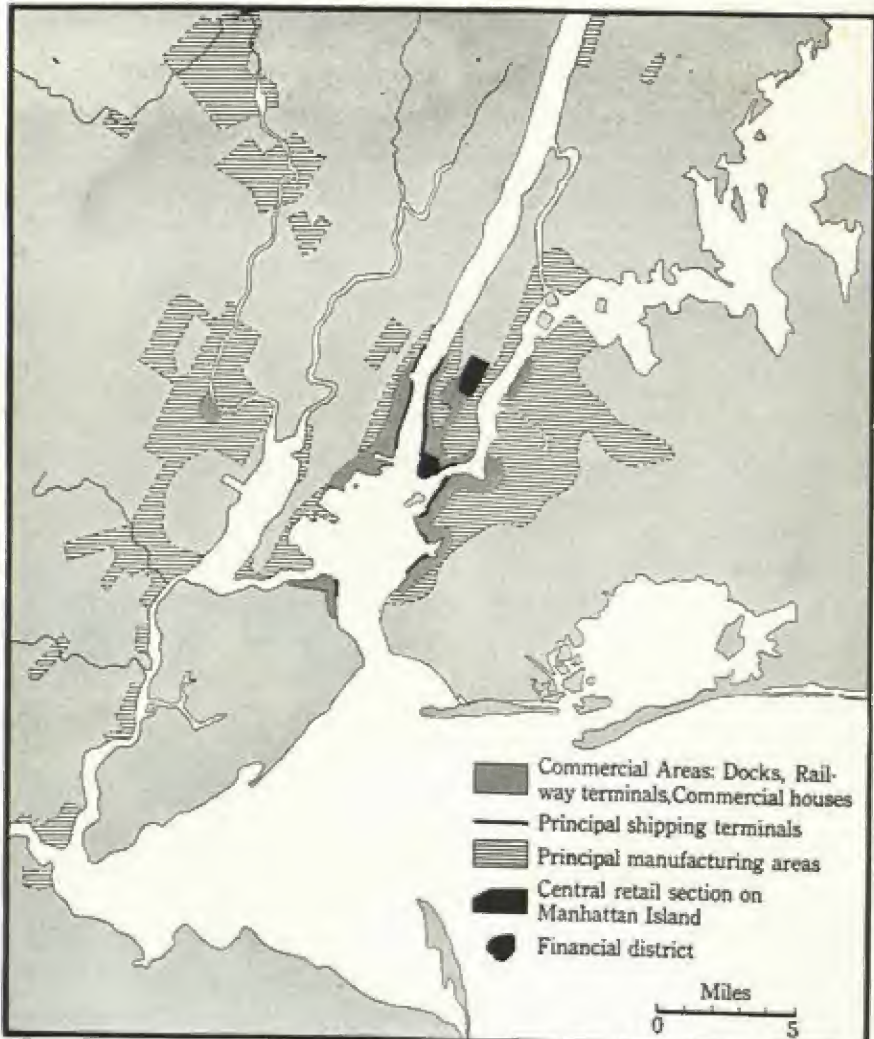 Commercial Areas: Docks, Rail-
way terminals,Commercial houses
Principal shipping terminals
Principal manufacturing areas
Central retail section on
Manhattan Island
Financial district
Miles
0 5